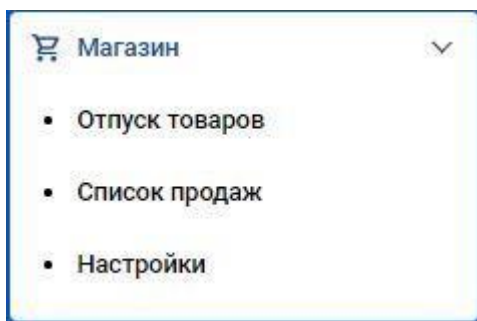 Магазин
Отпуск товаров
Список продаж
Настройки